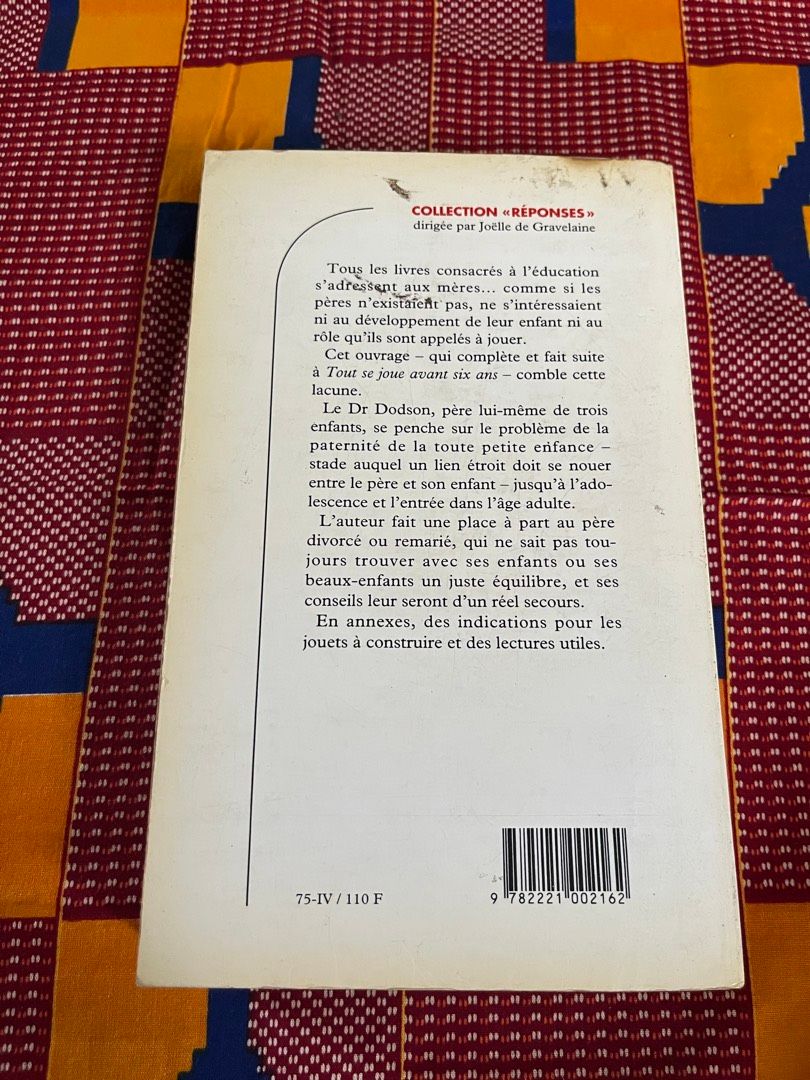 COLLECTION «RÉPONSES»
dirigée par Joëlle de Gravelaine
Tous les livres consacrés à l'éducation
s'adressent aux mères... comme si les
pères n'existaient pas, ne s'intéressaient
ni au développement de leur enfant ni au
rôle qu'ils sont appelés à jouer.
Cet ouvrage – qui complète et fait suite
à Tout se joue avant six ans – comble cette
lacune.
Le Dr Dodson, père lui-même de trois
enfants, se penche sur le problème de la
paternité de la toute petite enfance –
stade auquel un lien étroit doit se nouer
entre le père et son enfant – jusqu'à l'ado-
lescence et l'entrée dans l'âge adulte.
L'auteur fait une place à part au père
divorcé ou remarié, qui ne sait pas tou-
jours trouver avec ses enfants ou ses
beaux-enfants un juste équilibre, et ses
conseils leur seront d'un réel secours.
En annexes, des indications pour les
jouets à construire et des lectures utiles.
75-IV / 110 F
9 782221 002162